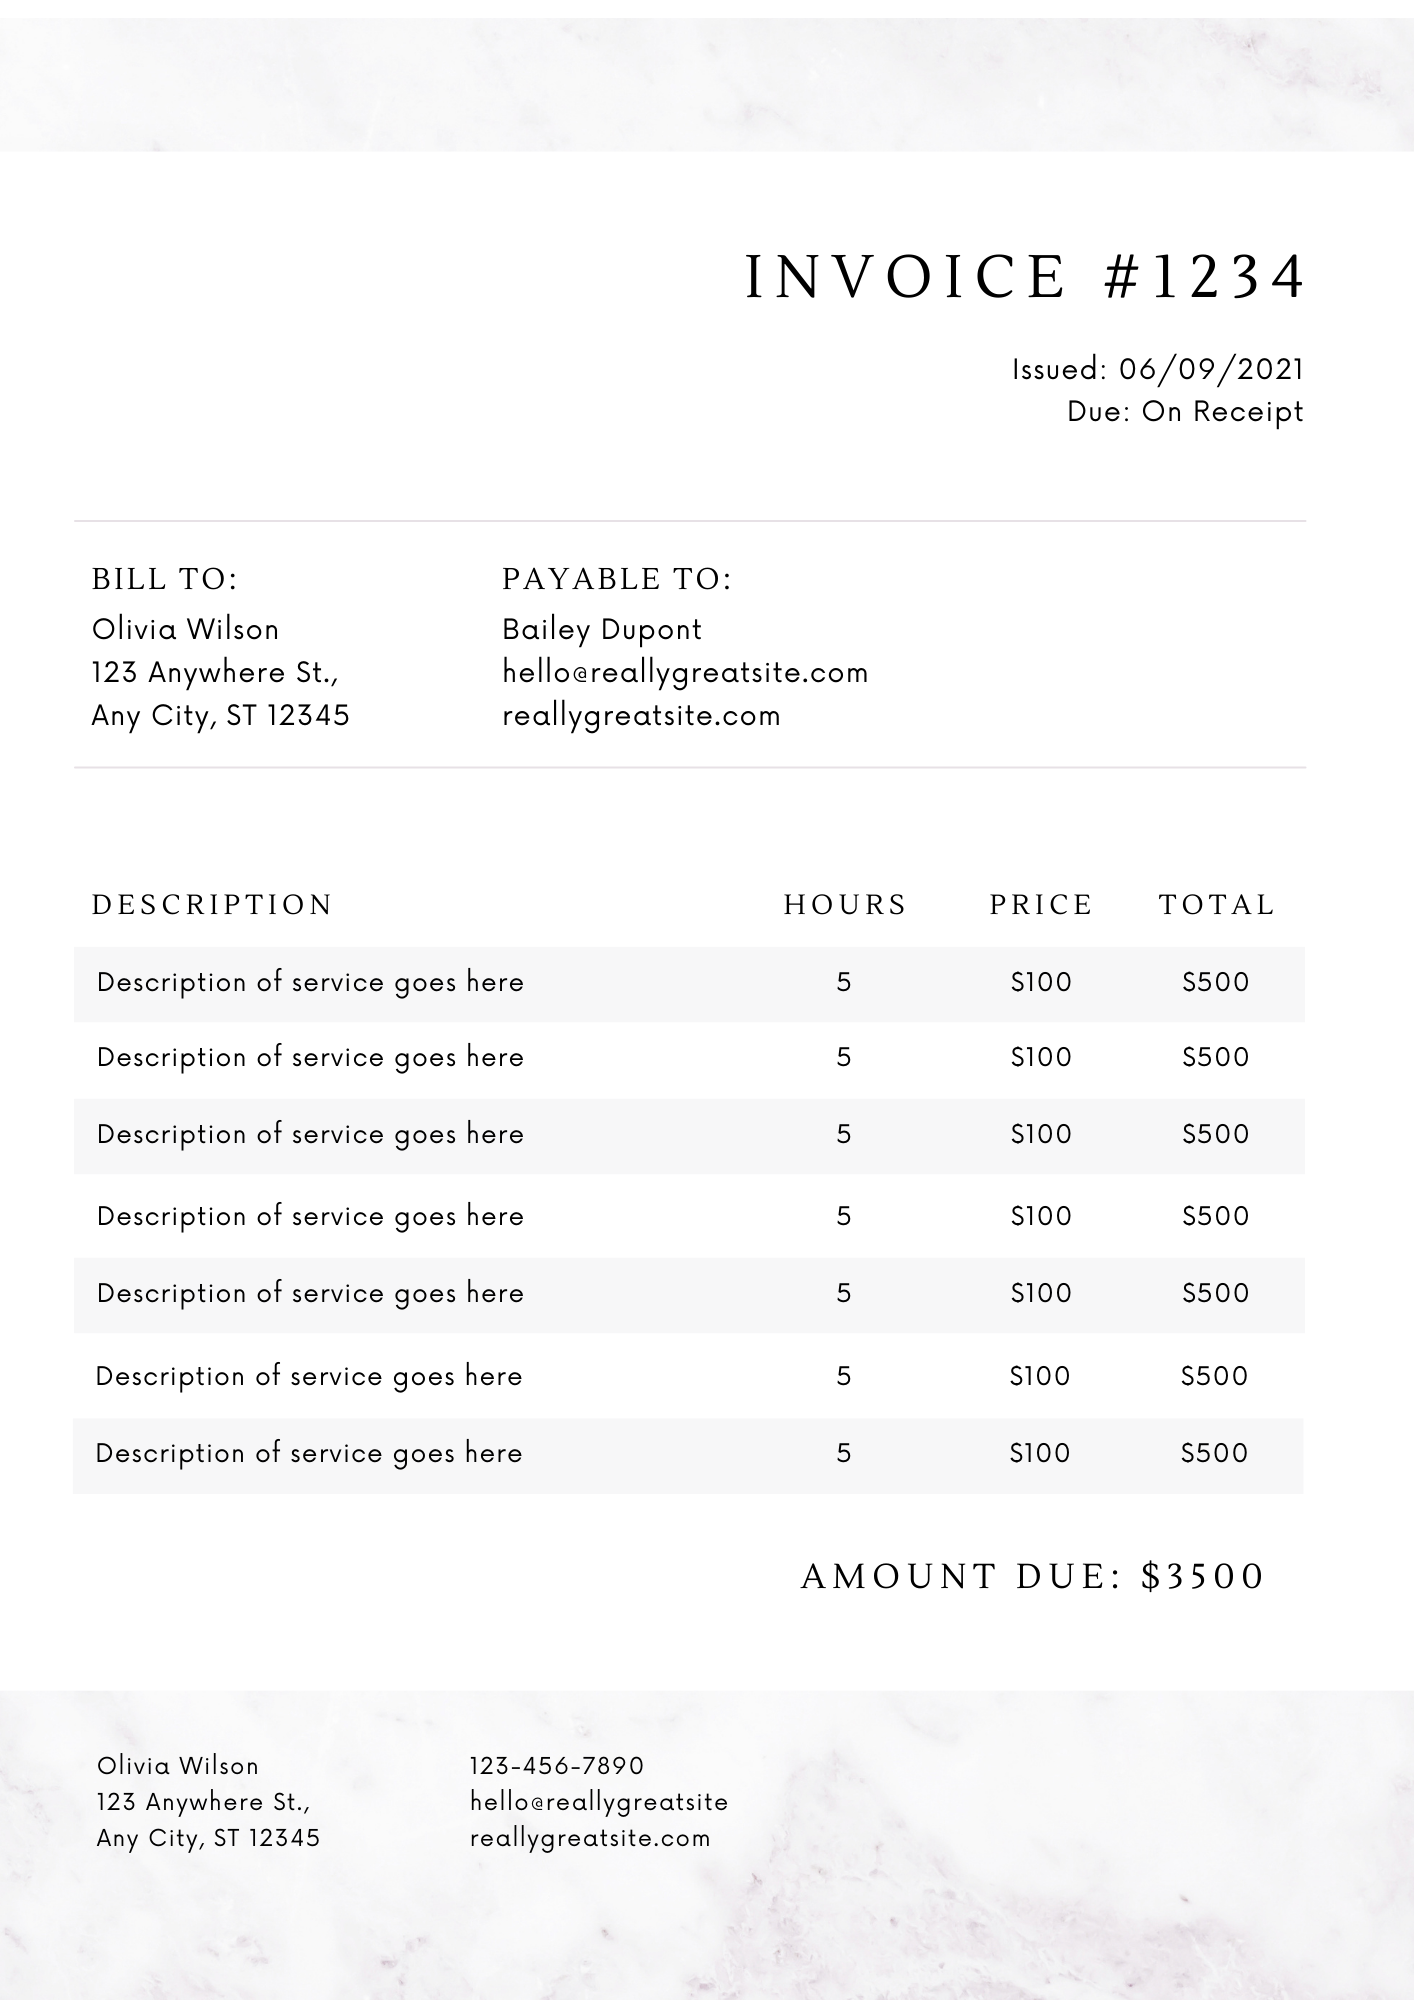 INVOICE #1234
Issued: 06/09/2021
Due: On Receipt
BILL TO:
Olivia Wilson
123 Anywhere St.,
Any City, ST 12345
PAYABLE TO:
Bailey Dupont
hello@reallygreatsite.com
reallygreatsite.com
DESCRIPTION HOURS PRICE TOTAL
Description of service goes here 5 $100 $500
Description of service goes here 5 $100 $500
Description of service goes here 5 $100 $500
Description of service goes here 5 $100 $500
Description of service goes here 5 $100 $500
Description of service goes here 5 $100 $500
Description of service goes here 5 $100 $500
AMOUNT DUE: $3500
Olivia Wilson
123 Anywhere St.,
Any City, ST 12345
123-456-7890
hello@reallygreatsite
reallygreatsite.com